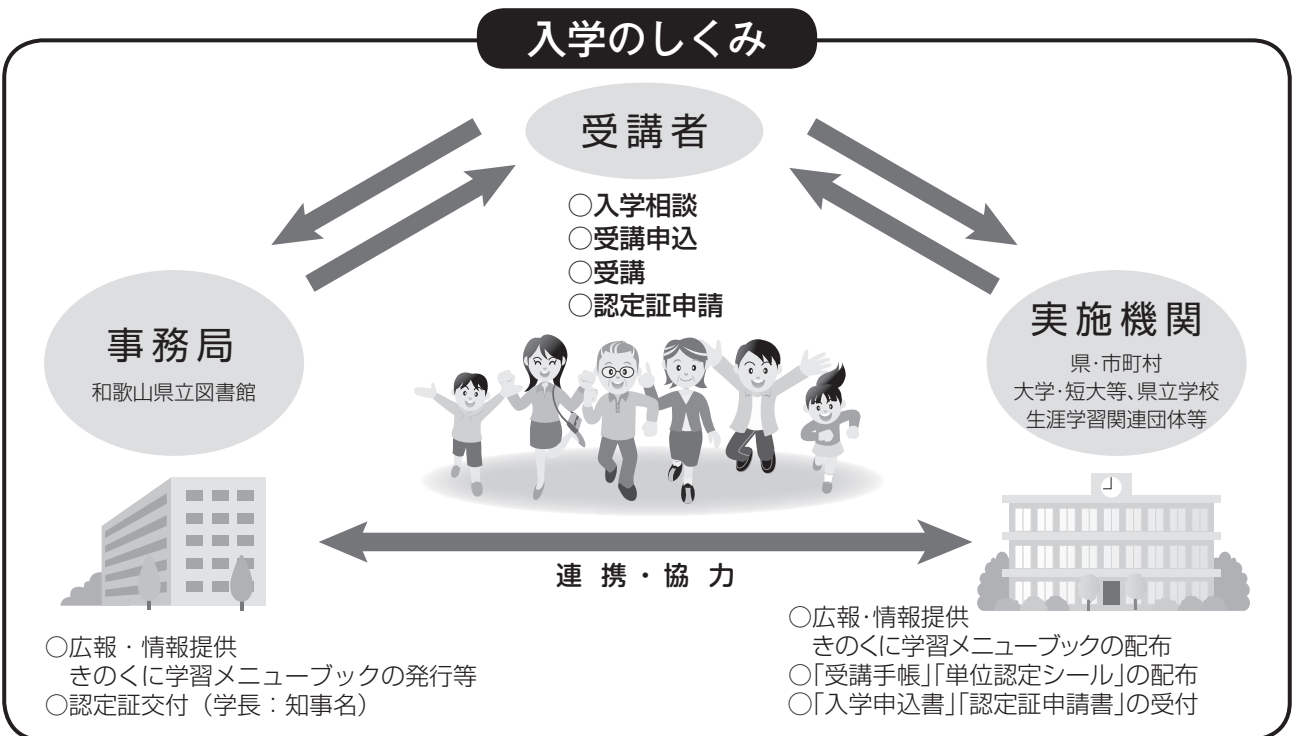 入学のしくみ
受講者
○入学相談
○受講申込
○受講
○認定証申請
事務局
和歌山県立図書館
実施機関
県・市町村
大学・短大等、県立学校
生涯学習関連団体等
連携・協力
○広報・情報提供
きのくに学習メニューブックの発行等
○認定証交付（学長：知事名）
○広報・情報提供
きのくに学習メニューブックの配布
○「受講手帳」「単位認定シール」の配布
○「入学申込書」「認定証申請書」の受付